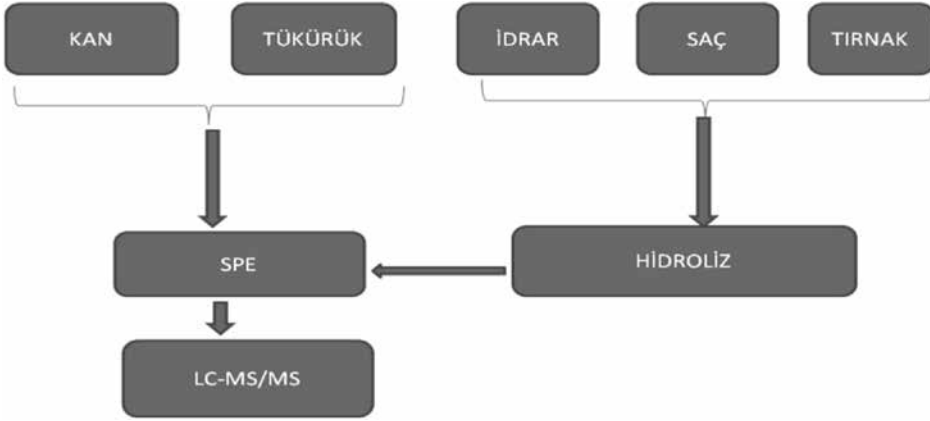 KAN
TÜKÜRÜK
İDRAR
SAÇ
TIRNAK
SPE
HİDROLİZ
LC-MS/MS